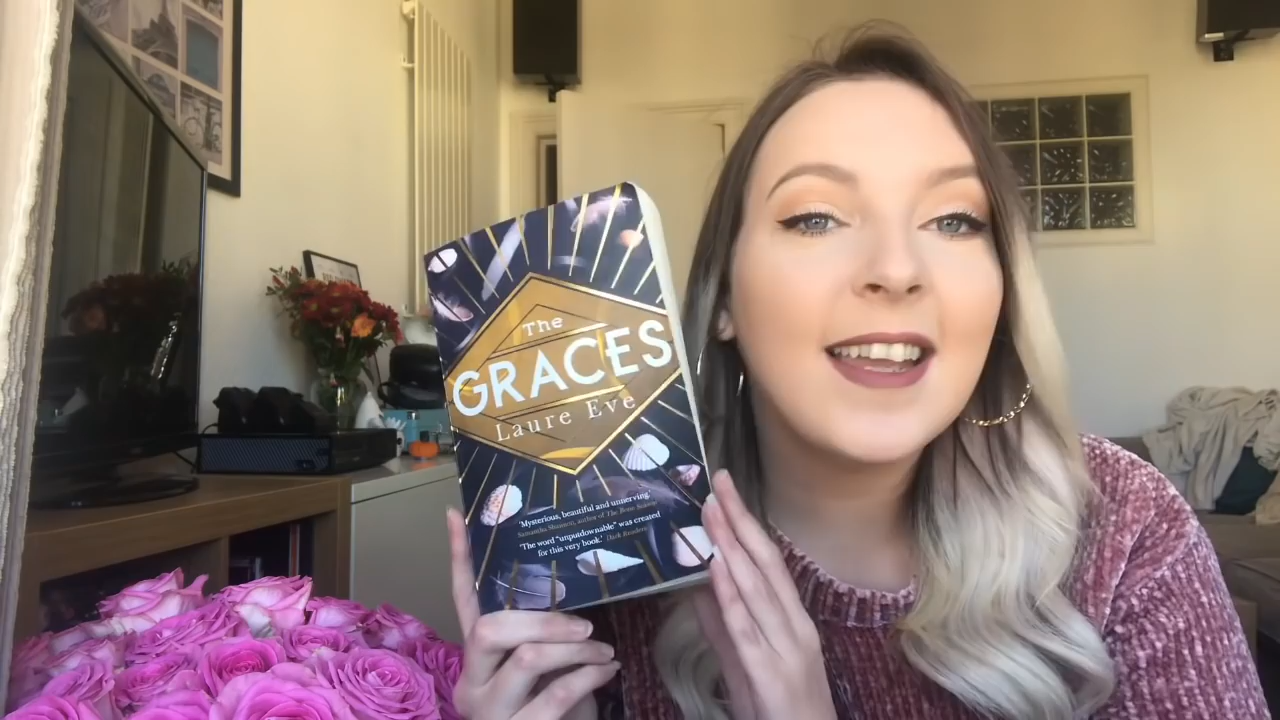 The
GRACES
Laure Eve
'Mysterious, beautiful and unnerving.'
Samantha Shannon, author of The Bone Season
'The word "unputdownable" was created
for this very book.' Dark Readers